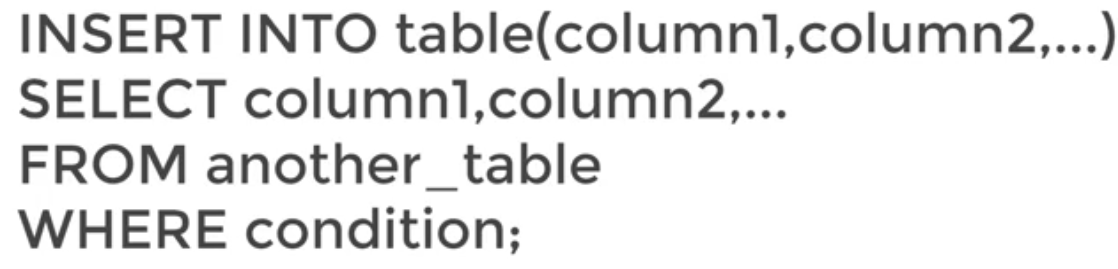 INSERT INTO table(column1,column2,...)
SELECT column1,column2,...
FROM another_table
WHERE condition;